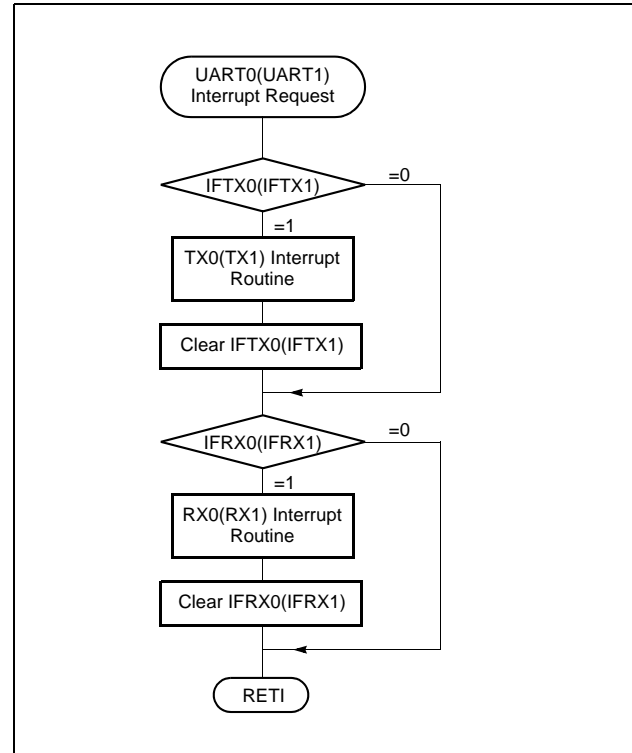 UART0(UART1)
Interrupt Request
IFTX0(IFTX1)
=0
=1
TX0(TX1) Interrupt
Routine
Clear IFTX0(IFTX1)
IFRX0(IFRX1)
=0
=1
RX0(RX1) Interrupt
Routine
Clear IFRX0(IFRX1)
RETI